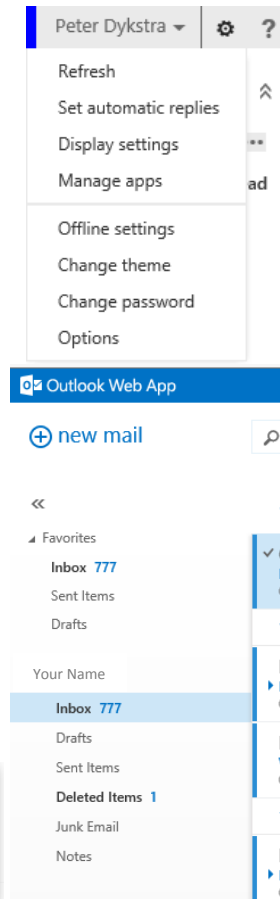 Peter Dykstra
?
Refresh
Set automatic replies
Display settings
Manage apps
ad
Offline settings
Change theme
Change password
Options
Outlook Web App
new mail
Favorites
Inbox 777
Sent Items
Drafts
Your Name
Inbox 777
Drafts
Sent Items
Deleted Items 1
Junk Email
Notes